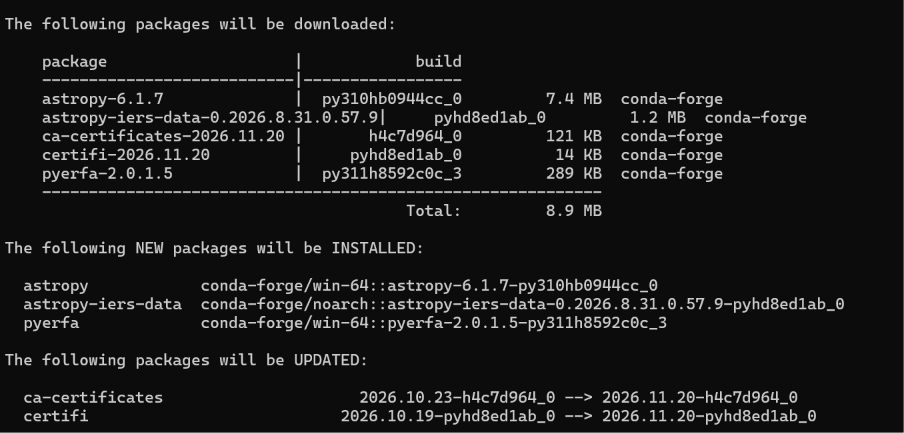 The following packages will be downloaded:
package | build
---------------------------|-----------------
astropy-6.1.7 | py310hb0944cc_0 7.4 MB conda-forge
astropy-iers-data-0.2026.8.31.0.57.9| pyhd8ed1ab_0 1.2 MB conda-forge
ca-certificates-2026.11.20 | h4c7d964_0 121 KB conda-forge
certifi-2026.11.20 | pyhd8ed1ab_0 14 KB conda-forge
pyerfa-2.0.1.5 | py311h8592c0c_3 289 KB conda-forge
------------------------------------------------------------
Total: 8.9 MB
The following NEW packages will be INSTALLED:
astropy conda-forge/win-64::astropy-6.1.7-py310hb0944cc_0
astropy-iers-data conda-forge/noarch::astropy-iers-data-0.2026.8.31.0.57.9-pyhd8ed1ab_0
pyerfa conda-forge/win-64::pyerfa-2.0.1.5-py311h8592c0c_3
The following packages will be UPDATED:
ca-certificates 2026.10.23-h4c7d964_0 --> 2026.11.20-h4c7d964_0
certifi 2026.10.19-pyhd8ed1ab_0 --> 2026.11.20-pyhd8ed1ab_0